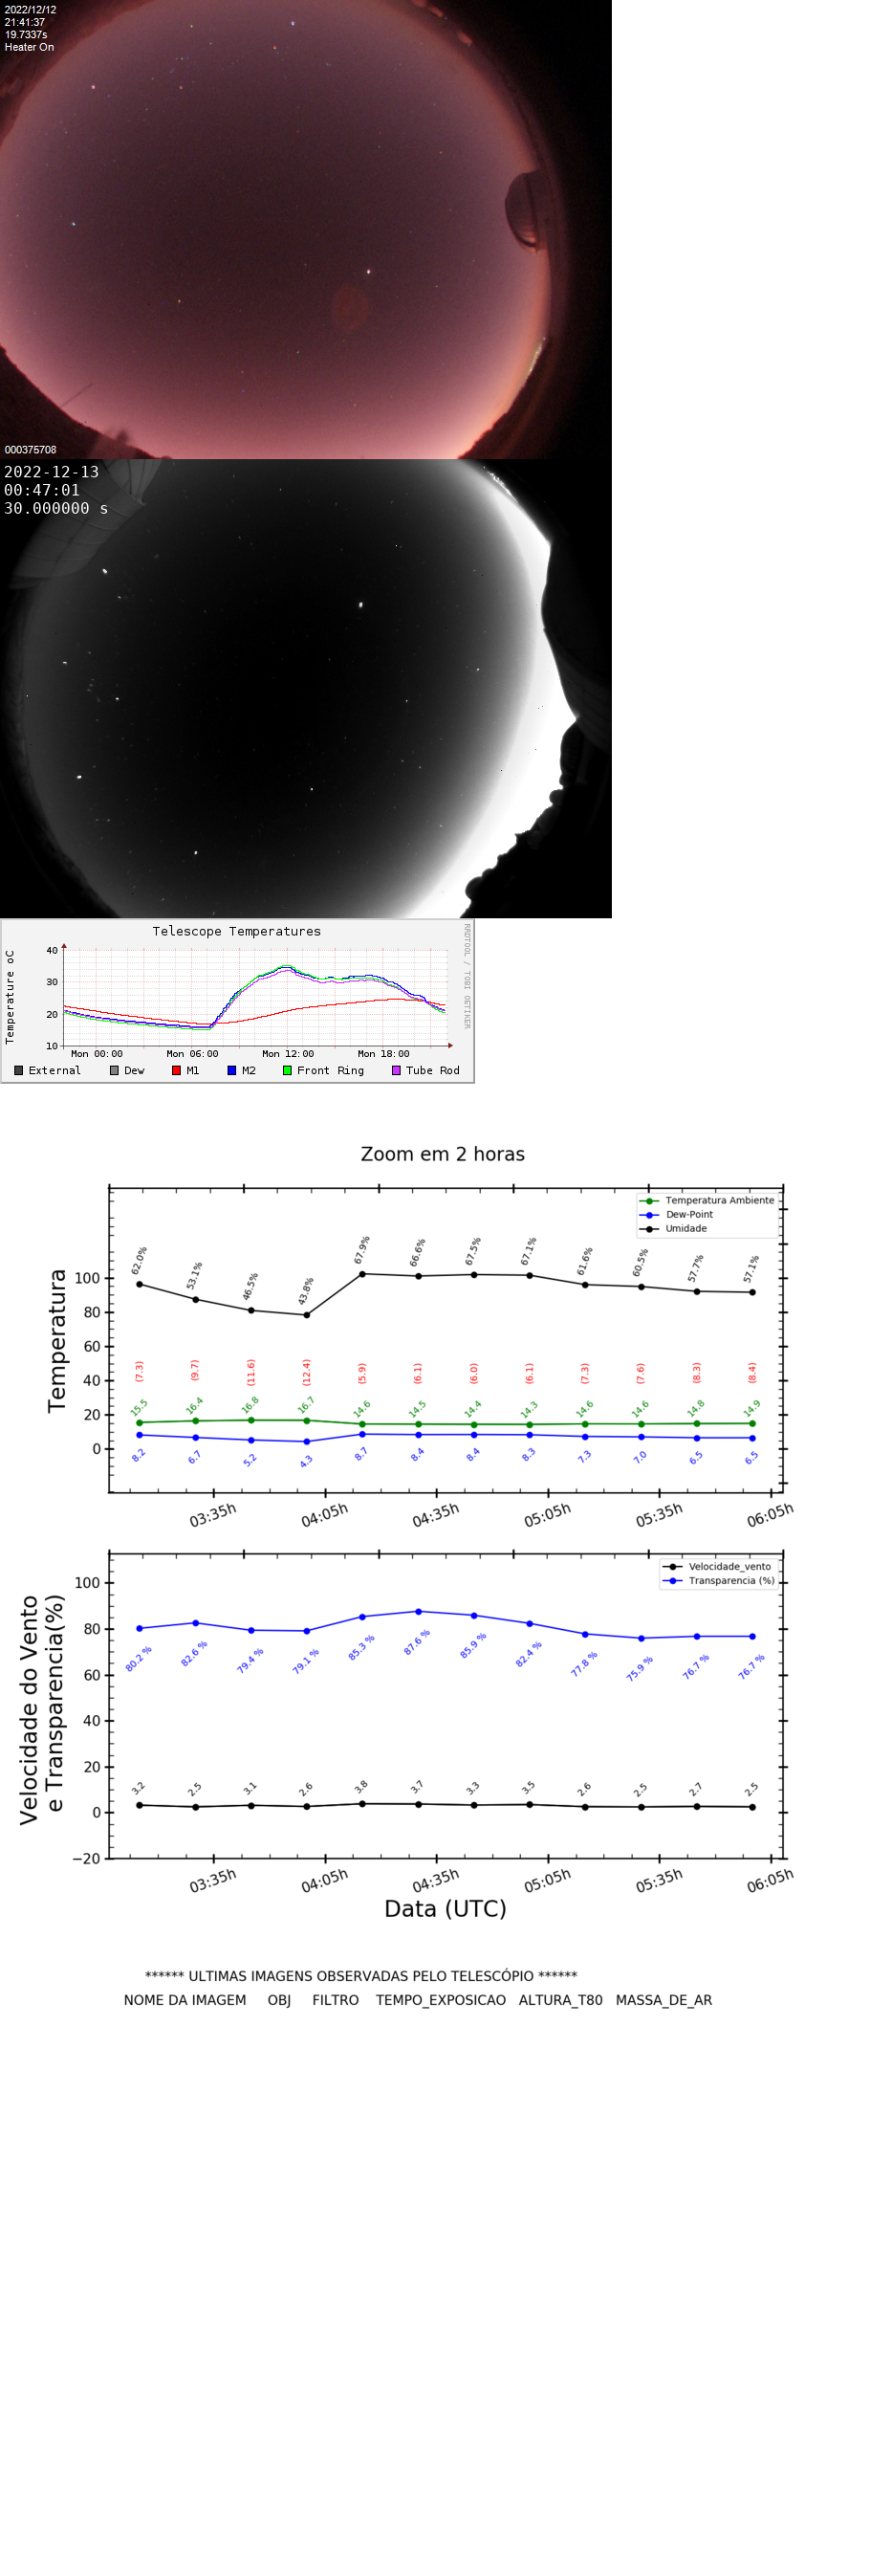 2022/12/12
21:41:37
19.7337s
Heater On
000375708
2022-12-13
00:47:01
30.000000 s
Telescope Temperatures
RRDTOOL / TOBI OETIKER
Temperature oC
40
30
20
10
Mon 00:00 Mon 06:00 Mon 12:00 Mon 18:00
External Dew M1 M2 Front Ring Tube Rod
Zoom em 2 horas
Temperatura Ambiente
Dew-Point
Umidade
Temperatura
100
80
60
40
20
0
62.0% 53.1% 46.5% 43.8% 67.9% 66.6% 67.5% 67.1% 61.6% 60.5% 57.7% 57.1%
(7.3) (9.7) (11.6) (12.4) (5.9) (6.1) (6.0) (6.1) (7.3) (7.6) (8.3) (8.4)
15.5 16.4 16.8 16.7 14.6 14.5 14.4 14.3 14.6 14.6 14.8 14.9
8.2 6.7 5.2 4.3 8.7 8.4 8.4 8.3 7.3 7.0 6.5 6.5
03:35h 04:05h 04:35h 05:05h 05:35h 06:05h
Velocidade_vento
Transparencia (%)
Velocidade do Vento
e Transparencia(%)
100
80
60
40
20
0
−20
80.2 % 82.6 % 79.4 % 79.1 % 85.3 % 87.6 % 85.9 % 82.4 % 77.8 % 75.9 % 76.7 % 76.7 %
3.2 2.5 3.1 2.6 3.8 3.7 3.3 3.5 2.6 2.5 2.7 2.5
03:35h 04:05h 04:35h 05:05h 05:35h 06:05h
Data (UTC)
****** ULTIMAS IMAGENS OBSERVADAS PELO TELESCÓPIO ******
NOME DA IMAGEM OBJ FILTRO TEMPO_EXPOSICAO ALTURA_T80 MASSA_DE_AR